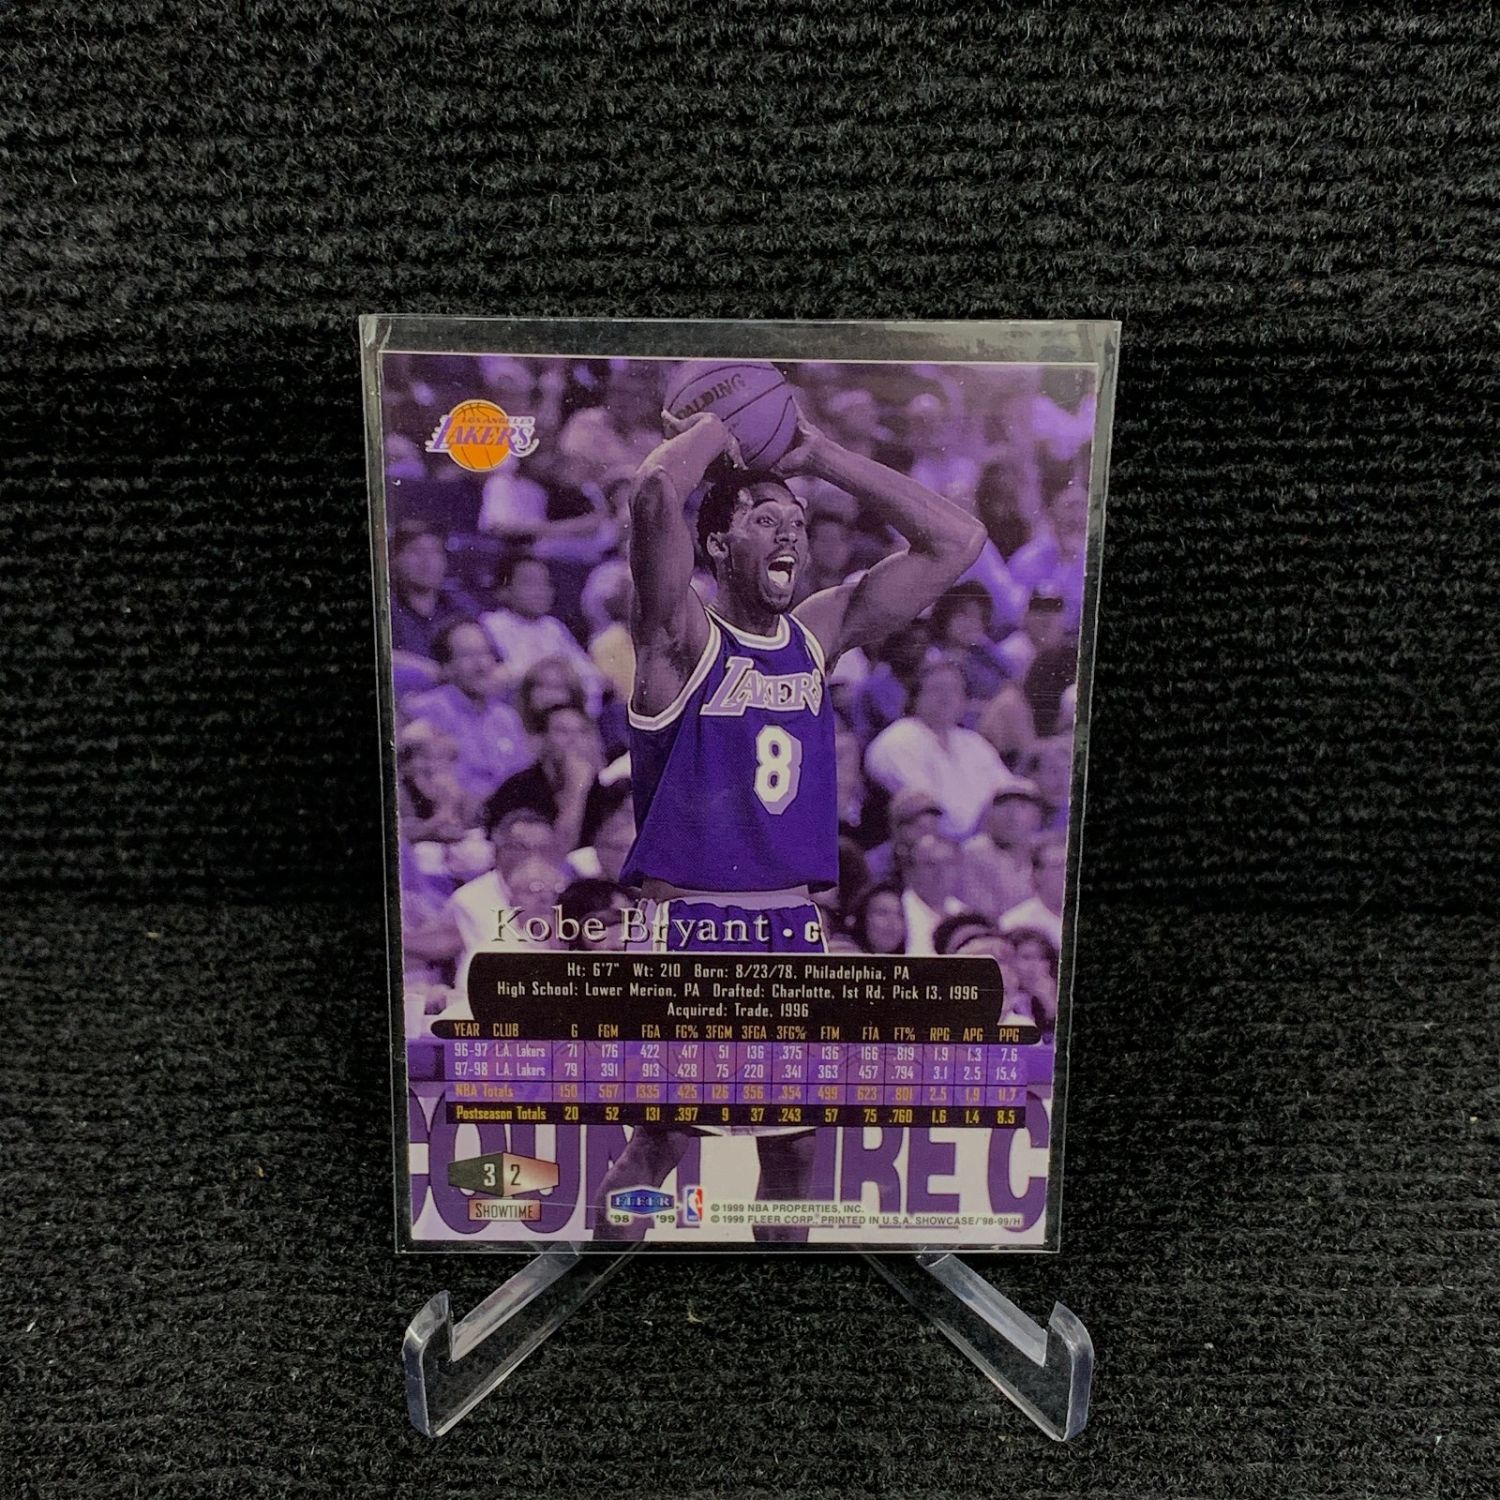 SPALDING
LOS ANGELES
LAKERS
LAKERS
8
Kobe Bryant • G
Ht: 6'7" Wt: 210 Born: 8/23/78, Philadelphia, PA
High School: Lower Merion, PA Drafted: Charlotte, 1st Rd, Pick 13, 1996
Acquired: Trade, 1996
YEAR CLUB G FGM FGA FG% 3FGM 3FGA 3FG% FTM FTA FT% RPG APG PPG
96-97 L.A. Lakers 71 176 422 .417 51 136 .375 136 166 .819 1.9 1.3 7.6
97-98 L.A. Lakers 79 391 913 .428 75 220 .341 363 457 .794 3.1 2.5 15.4
NBA Totals 150 567 1335 .425 126 356 .354 499 623 .801 2.5 1.9 11.7
Postseason Totals 20 52 131 .397 9 37 .243 57 75 .760 1.6 1.4 8.5
32
SHOWTIME
FLEER
'98 '99
© 1999 NBA PROPERTIES, INC.
© 1999 FLEER CORP., PRINTED IN U.S.A. SHOWCASE/'98-99/H